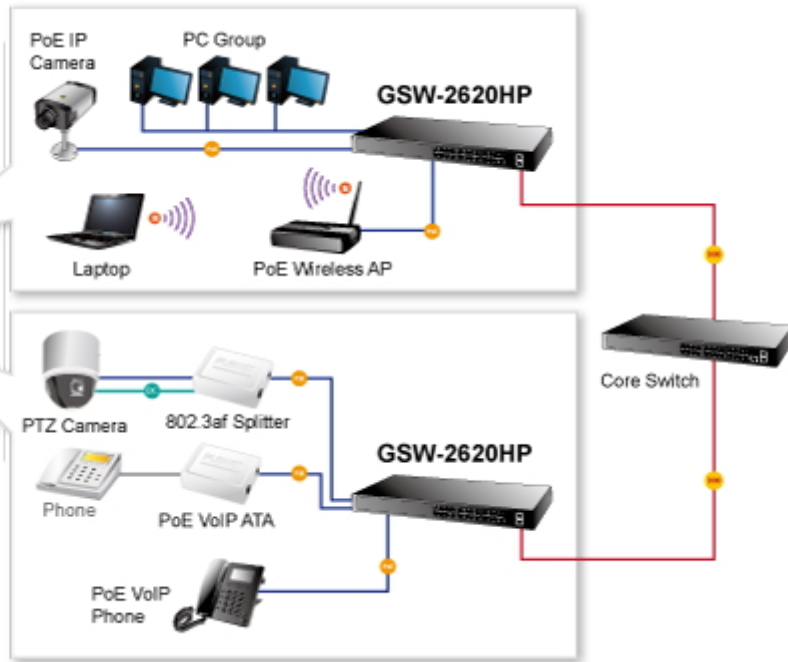 PoE IP
Camera
PC Group
GSW-2620HP
Laptop
PoE Wireless AP
Core Switch
PTZ Camera
802.3af Splitter
GSW-2620HP
Phone
PoE VoIP ATA
PoE VoIP
Phone